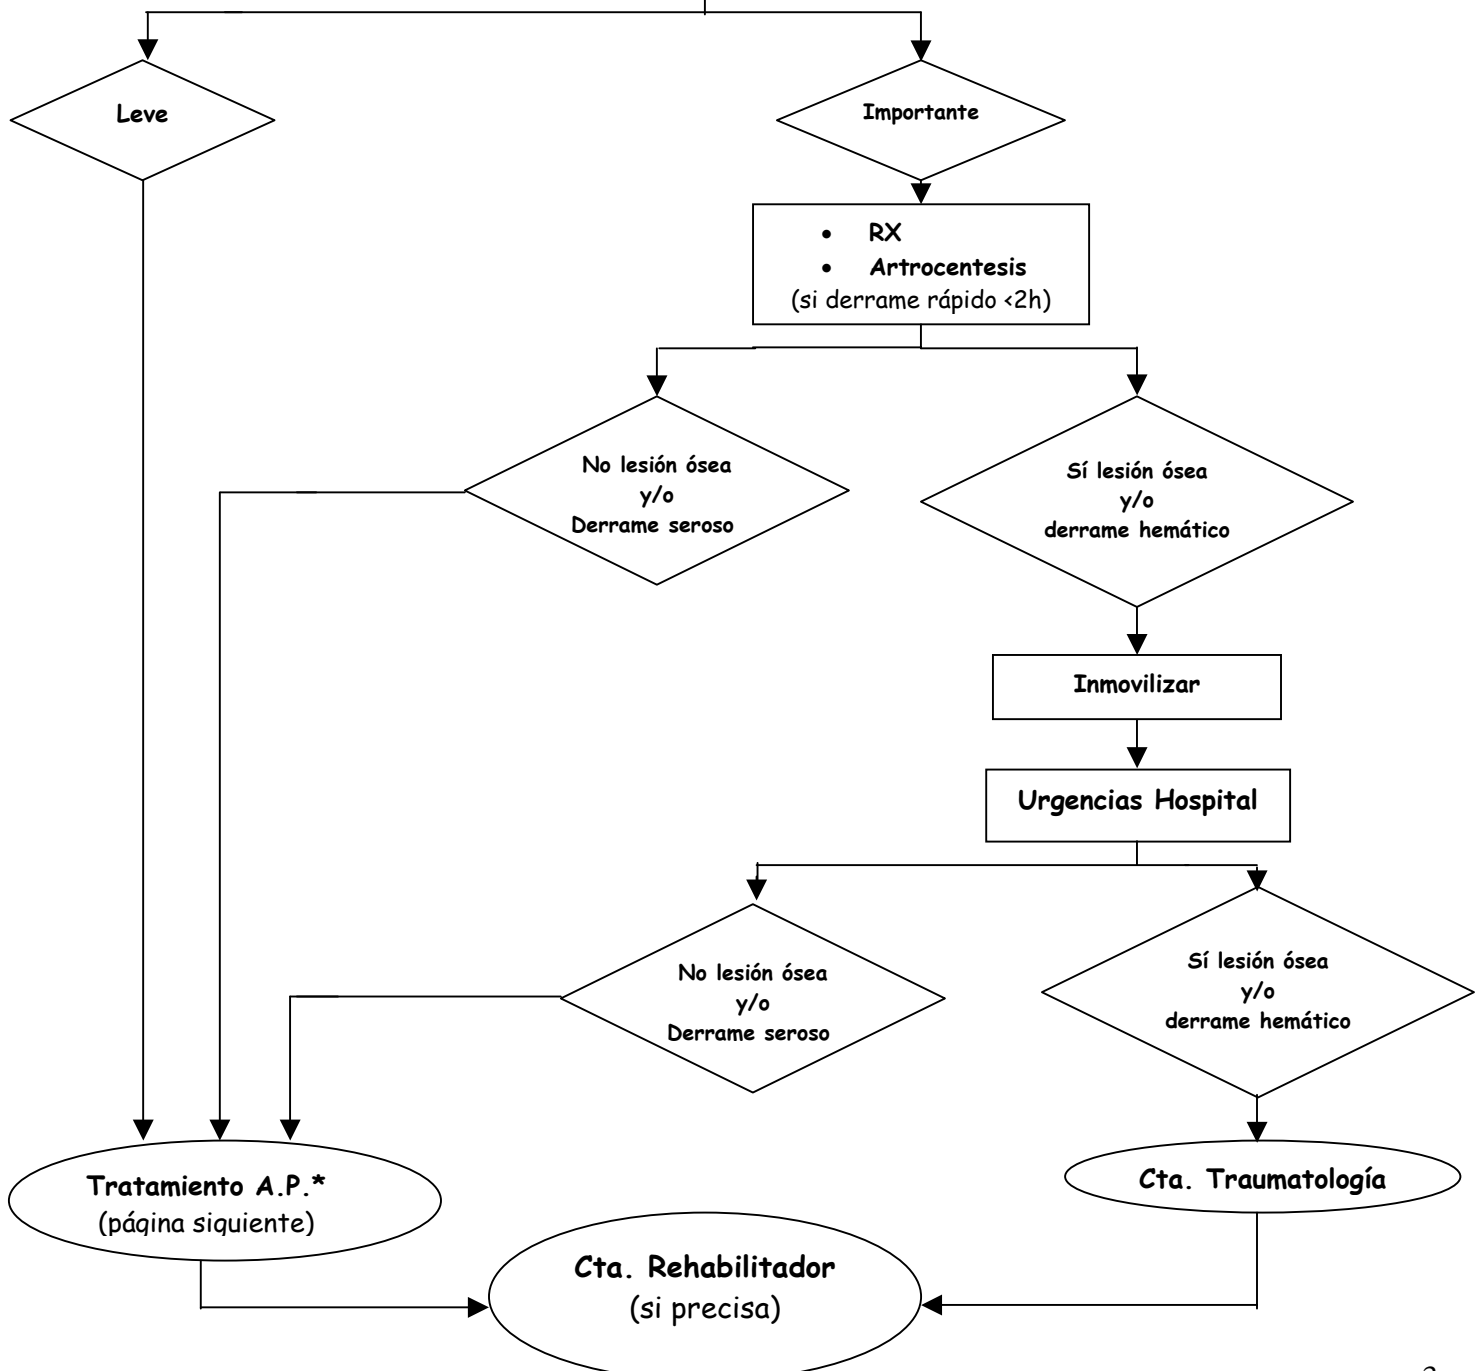 Leve
Importante
• RX
• Artrocentesis
(si derrame rápido <2h)
No lesión ósea
y/o
Derrame seroso
Sí lesión ósea
y/o
derrame hemático
Inmovilizar
Urgencias Hospital
No lesión ósea
y/o
Derrame seroso
Sí lesión ósea
y/o
derrame hemático
Tratamiento A.P.*
(página siguiente)
Cta. Traumatología
Cta. Rehabilitador
(si precisa)